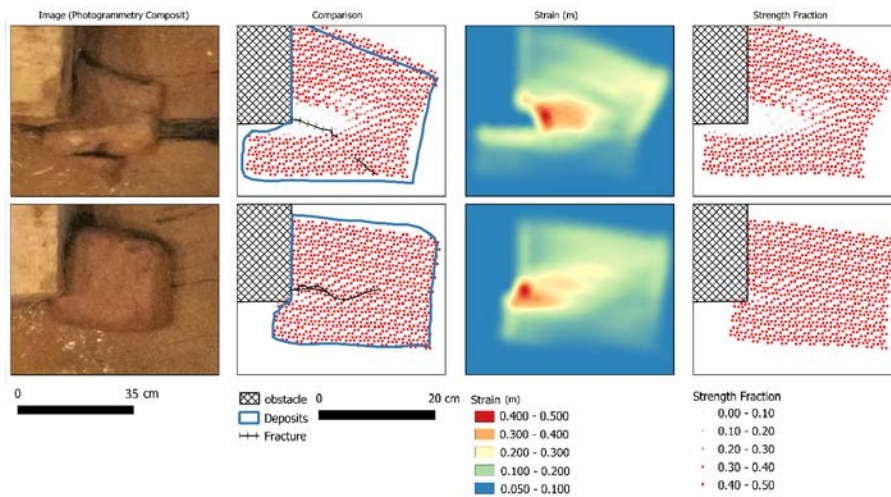 Image (Photogrammetry Composit)
Comparison
Strain (m)
Strength Fraction
0
35 cm
obstacle
Deposits
Fracture
0
20 cm
Strain (m)
0.400 - 0.500
0.300 - 0.400
0.200 - 0.300
0.100 - 0.200
0.050 - 0.100
Strength Fraction
0.00 - 0.10
0.10 - 0.20
0.20 - 0.30
0.30 - 0.40
0.40 - 0.50